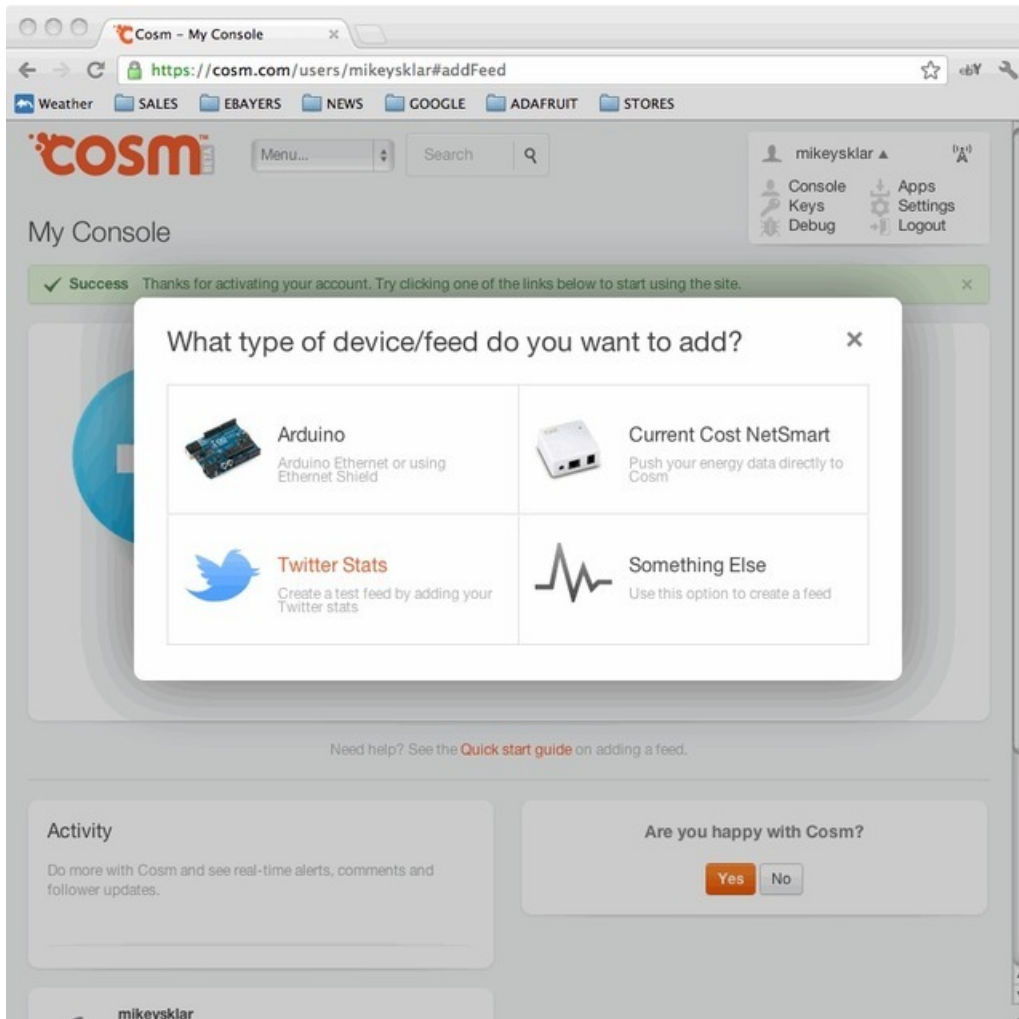 Cosm – My Console
https://cosm.com/users/mikeysklar#addFeed
Weather SALES EBAYERS NEWS GOOGLE ADAFRUIT STORES
cosm™ Menu... Search mikeysklar
Console Apps
Keys Settings
Debug Logout
My Console
Success Thanks for activating your account. Try clicking one of the links below to start using the site.
What type of device/feed do you want to add?
Arduino
Arduino Ethernet or using
Ethernet Shield
Current Cost NetSmart
Push your energy data directly to
Cosm
Twitter Stats
Create a test feed by adding your
Twitter stats
Something Else
Use this option to create a feed
Need help? See the Quick start guide on adding a feed.
Activity
Do more with Cosm and see real-time alerts, comments and
follower updates.
Are you happy with Cosm?
Yes No
mikeysklar